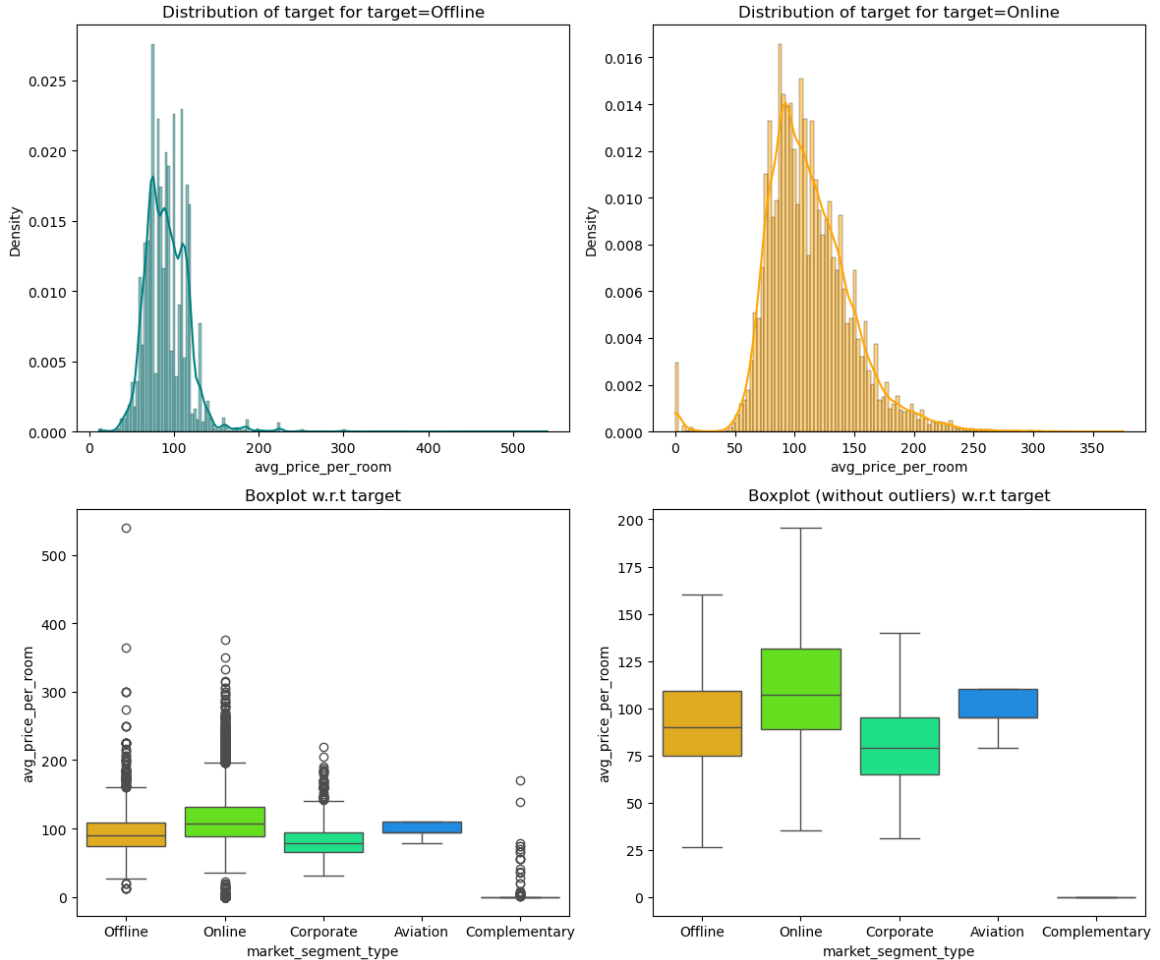 Distribution of target for target=Offline
Density
0.025
0.020
0.015
0.010
0.005
0.000
0 100 200 300 400 500
avg_price_per_room
Distribution of target for target=Online
Density
0.016
0.014
0.012
0.010
0.008
0.006
0.004
0.002
0.000
0 50 100 150 200 250 300 350
avg_price_per_room
Boxplot w.r.t target
avg_price_per_room
500
400
300
200
100
0
Offline Online Corporate Aviation Complementary
market_segment_type
Boxplot (without outliers) w.r.t target
avg_price_per_room
200
175
150
125
100
75
50
25
0
Offline Online Corporate Aviation Complementary
market_segment_type